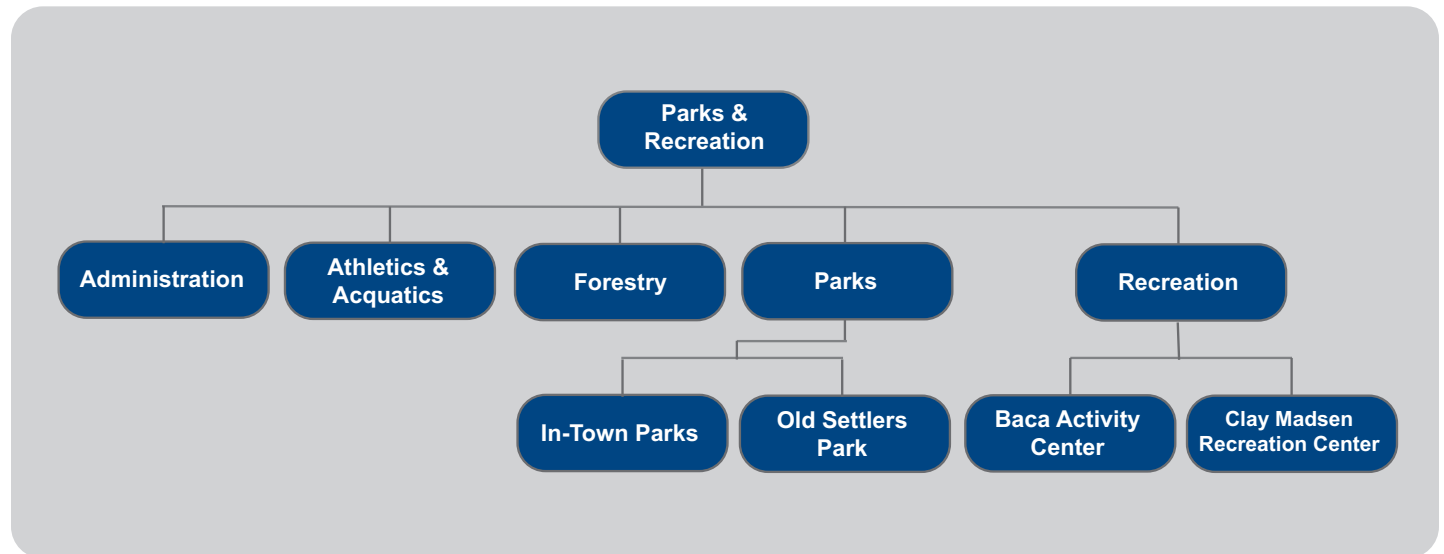 Parks &
Recreation
Administration
Athletics &
Acquatics
Forestry
Parks
Recreation
In-Town Parks
Old Settlers
Park
Baca Activity
Center
Clay Madsen
Recreation Center